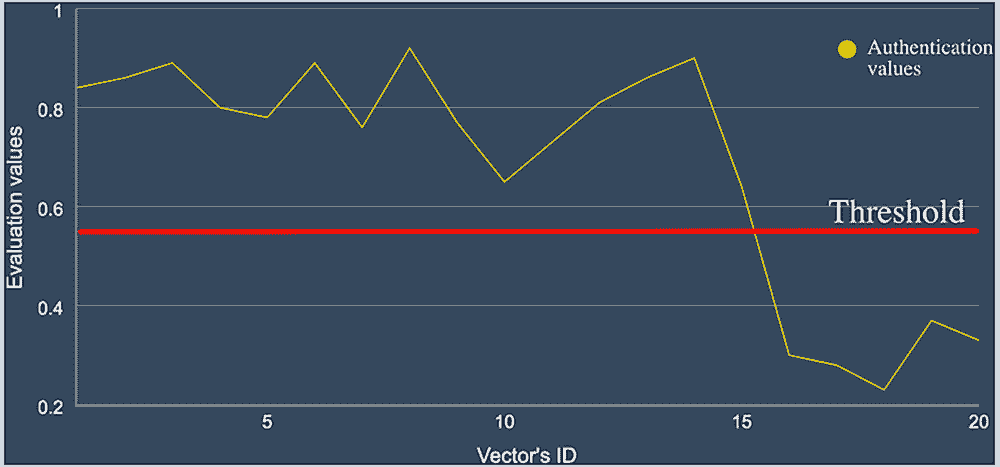 1
Authentication
values
0.8
Evaluation values
0.6
Threshold
0.4
0.2
5
10
15
20
Vector's ID